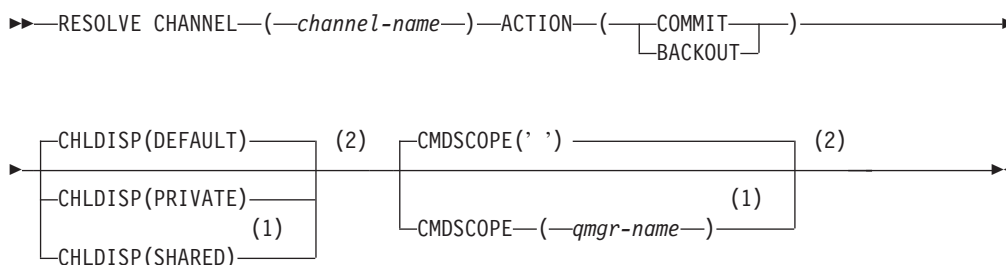 RESOLVE CHANNEL ( channel-name ) ACTION ( COMMIT )
BACKOUT
CHLDISP(DEFAULT) (2) CMDSCOPE(’ ’) (2)
CHLDISP(PRIVATE) (1)
(1) CMDSCOPE ( qmgr-name )
CHLDISP(SHARED)